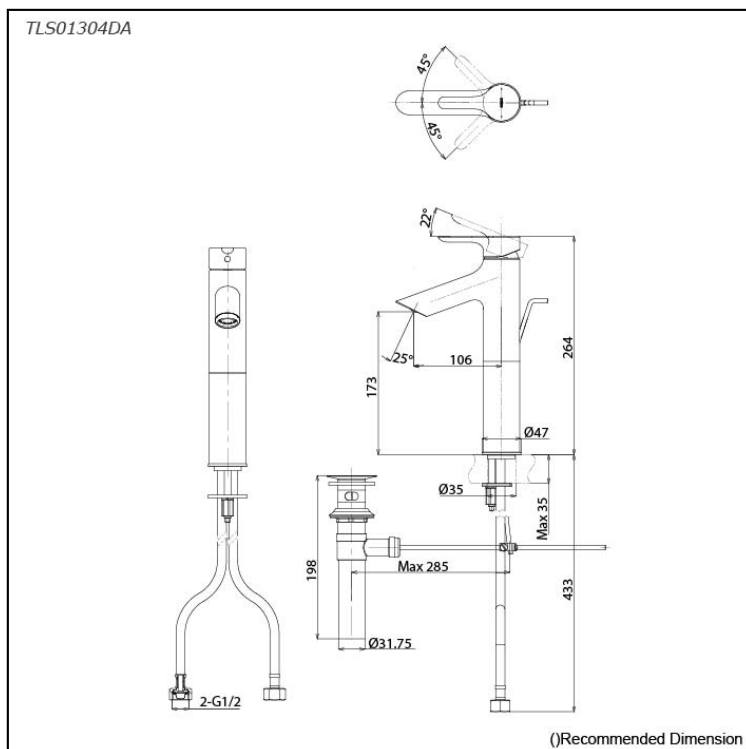 TLS01304DA
45°
45°
22°
25°
106
173
264
Ø47
Ø35
Max 35
198
Max 285
433
Ø31.75
2-G1/2
()Recommended Dimension